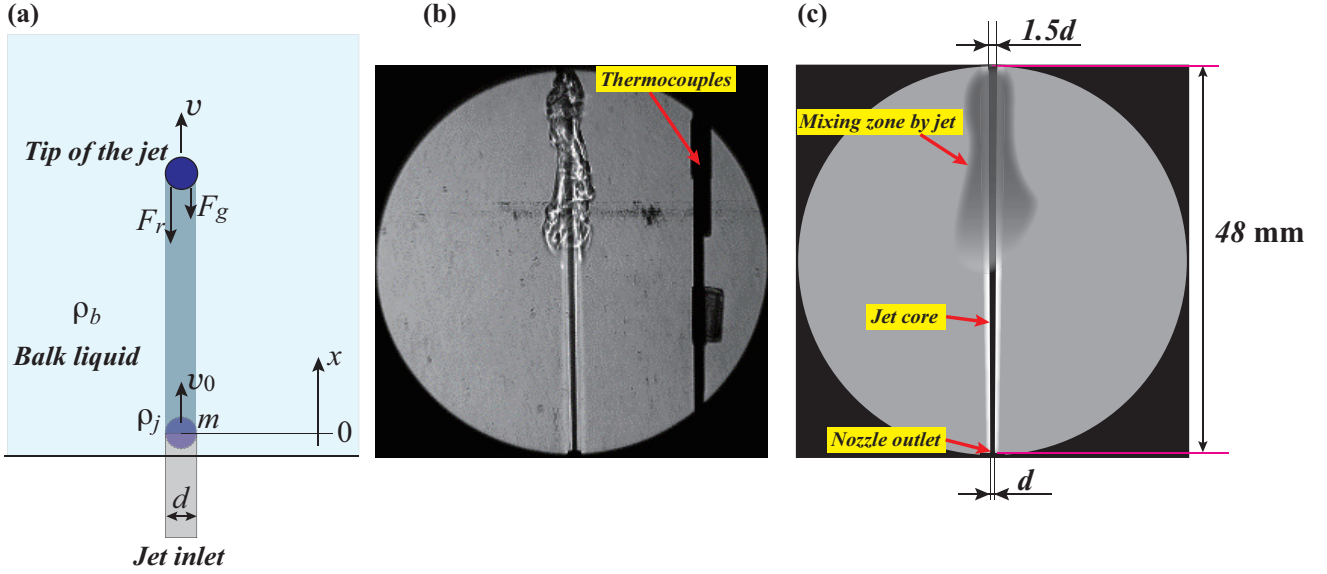 (a)
υ
Tip of the jet
F_r
F_g
ρ_b
Balk liquid
x
υ_0
ρ_j
m
0
d
Jet inlet
(b)
Thermocouples
(c)
1.5d
Mixing zone by jet
48 mm
Jet core
Nozzle outlet
d